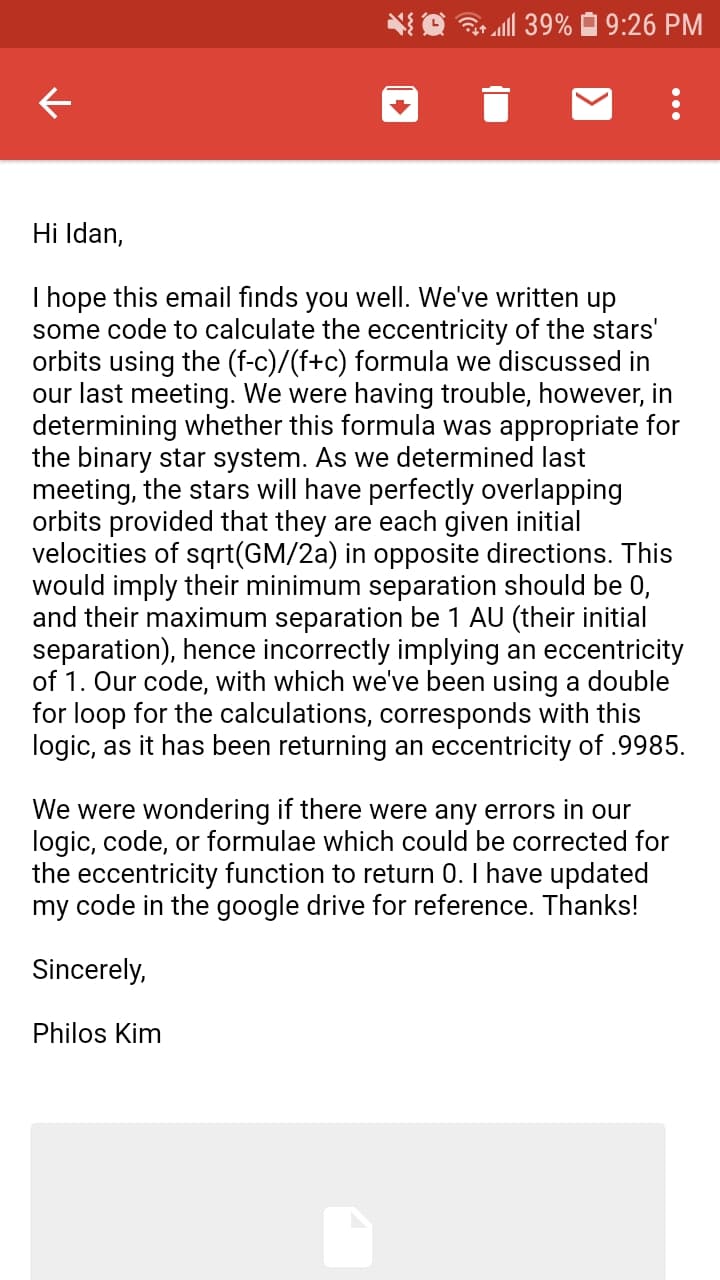 39% 9:26 PM
Hi Idan,
I hope this email finds you well. We've written up
some code to calculate the eccentricity of the stars'
orbits using the (f-c)/(f+c) formula we discussed in
our last meeting. We were having trouble, however, in
determining whether this formula was appropriate for
the binary star system. As we determined last
meeting, the stars will have perfectly overlapping
orbits provided that they are each given initial
velocities of sqrt(GM/2a) in opposite directions. This
would imply their minimum separation should be 0,
and their maximum separation be 1 AU (their initial
separation), hence incorrectly implying an eccentricity
of 1. Our code, with which we've been using a double
for loop for the calculations, corresponds with this
logic, as it has been returning an eccentricity of .9985.
We were wondering if there were any errors in our
logic, code, or formulae which could be corrected for
the eccentricity function to return 0. I have updated
my code in the google drive for reference. Thanks!
Sincerely,
Philos Kim